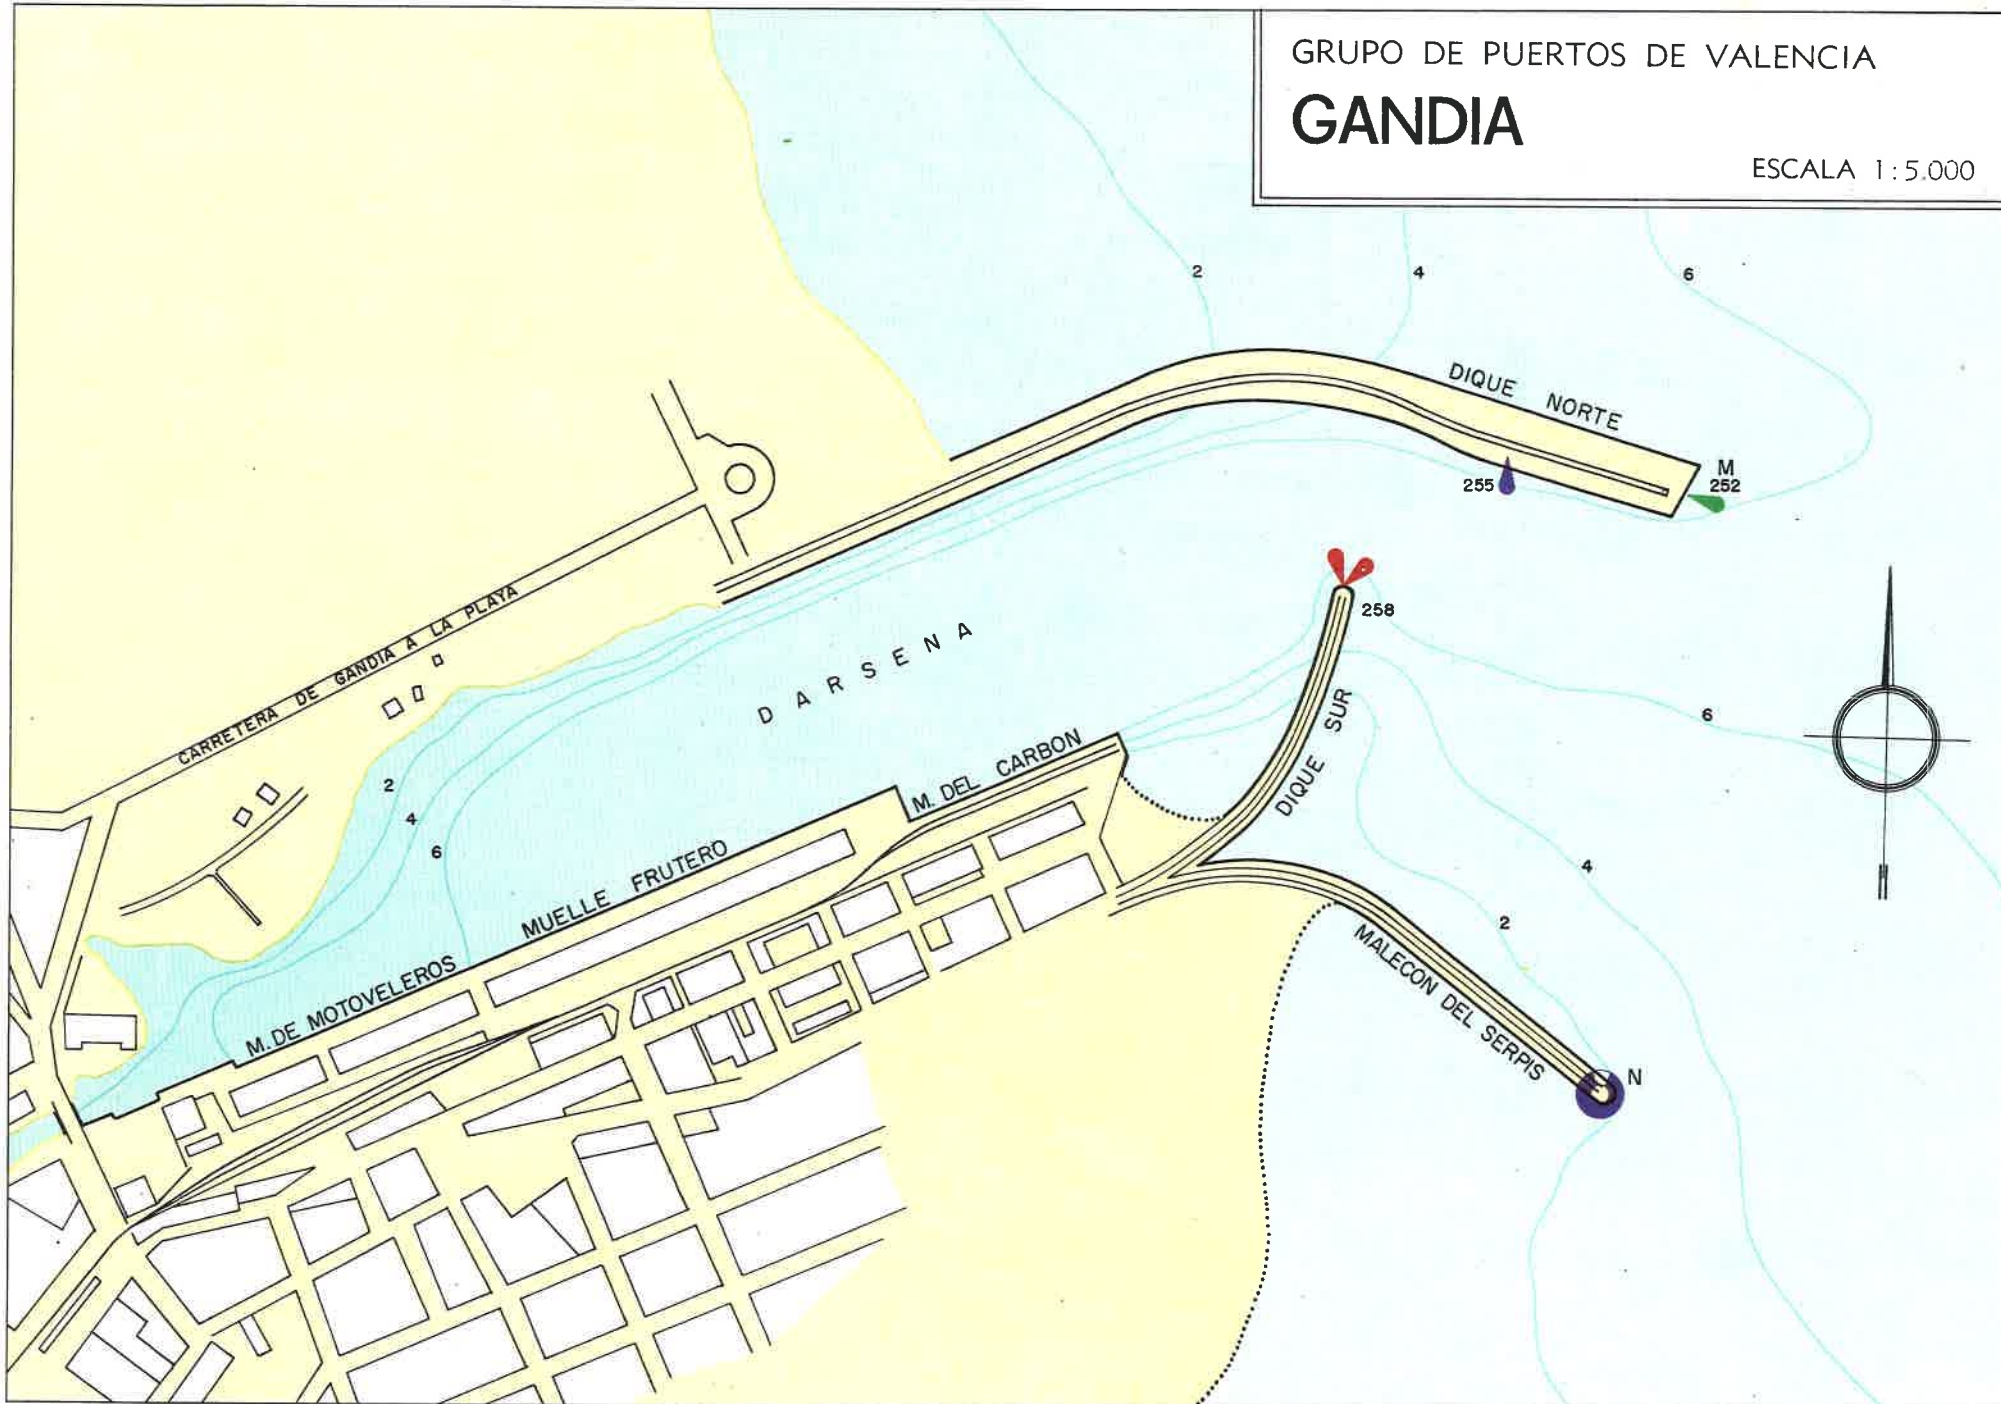 GRUPO DE PUERTOS DE VALENCIA
GANDIA
ESCALA 1:5.000
2
4
6
DIQUE NORTE
M
252
255
258
CARRETERA DE GANDIA A LA PLAYA
DARSENA
DIQUE SUR
6
M. DEL CARBON
2
4
6
MUELLE FRUTERO
M. DE MOTOVELEROS
4
2
MALECON DEL SERPIS
N